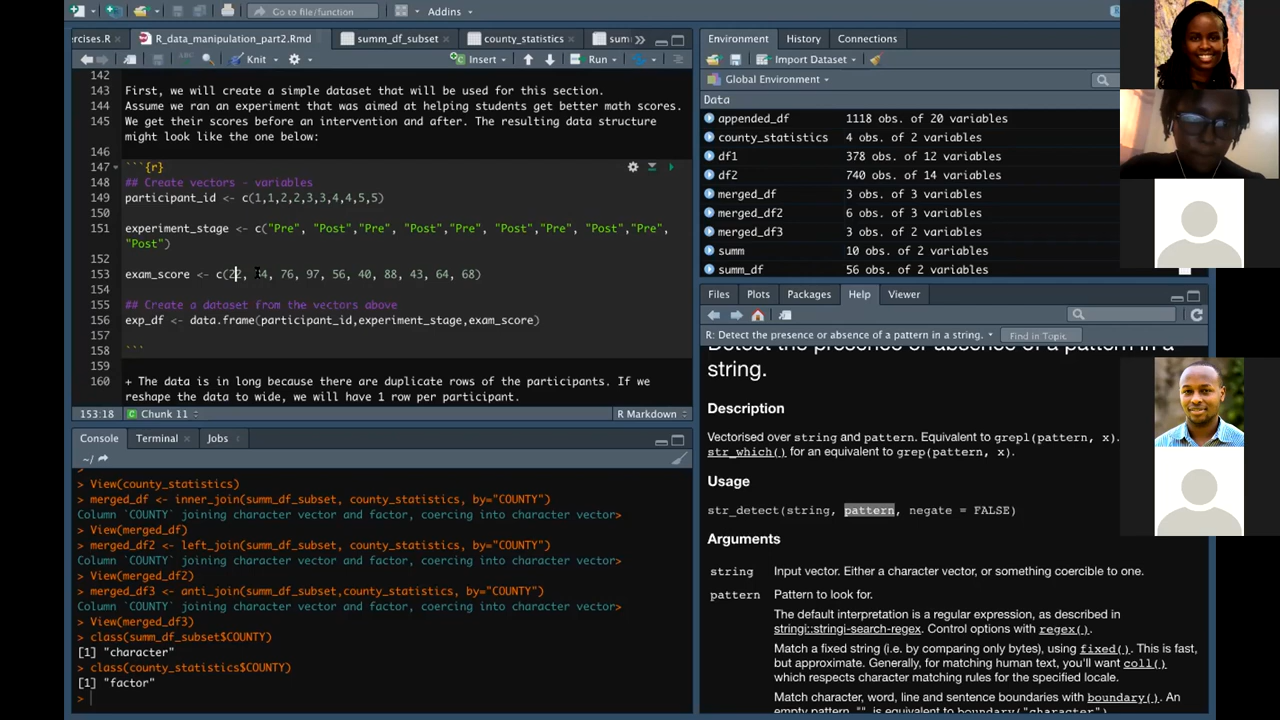 Go to file/function
Addins
ercises.R
R_data_manipulation_part2.Rmd
summ_df_subset
county_statistics
sum
Knit
Insert
Run
142
143 First, we will create a simple dataset that will be used for this section.
144 Assume we ran an experiment that was aimed at helping students get better math scores.
145 We get their scores before an intervention and after. The resulting data structure
might look like the one below:
146
147 ```{r}
148 ## Create vectors - variables
149 participant_id <- c(1,1,2,2,3,3,4,4,5,5)
150
151 experiment_stage <- c("Pre", "Post","Pre", "Post","Pre", "Post","Pre", "Post","Pre",
"Post")
152
153 exam_score <- c(22, 4, 76, 97, 56, 40, 88, 43, 64, 68)
154
155 ## Create a dataset from the vectors above
156 exp_df <- data.frame(participant_id,experiment_stage,exam_score)
157
158 ```
159
160 + The data is in long because there are duplicate rows of the participants. If we
reshape the data to wide, we will have 1 row per participant.
153:18 Chunk 11 R Markdown
Console Terminal Jobs
~/
>
> View(county_statistics)
> merged_df <- inner_join(summ_df_subset, county_statistics, by="COUNTY")
Column `COUNTY` joining character vector and factor, coercing into character vector>
> View(merged_df)
> merged_df2 <- left_join(summ_df_subset, county_statistics, by="COUNTY")
Column `COUNTY` joining character vector and factor, coercing into character vector>
> View(merged_df2)
> merged_df3 <- anti_join(summ_df_subset,county_statistics, by="COUNTY")
Column `COUNTY` joining character vector and factor, coercing into character vector>
> View(merged_df3)
> class(summ_df_subset$COUNTY)
[1] "character"
> class(county_statistics$COUNTY)
[1] "factor"
>
Environment History Connections
Import Dataset
Global Environment
Data
appended_df 1118 obs. of 20 variables
county_statistics 4 obs. of 2 variables
df1 378 obs. of 12 variables
df2 740 obs. of 14 variables
merged_df 3 obs. of 3 variables
merged_df2 6 obs. of 3 variables
merged_df3 3 obs. of 3 variables
summ 10 obs. of 2 variables
summ_df 56 obs. of 2 variables
Files Plots Packages Help Viewer
R: Detect the presence or absence of a pattern in a string.
Find in Topic
Detect the presence or absence of a pattern in a
string.
Description
Vectorised over string and pattern. Equivalent to grepl(pattern, x).
str_which() for an equivalent to grep(pattern, x).
Usage
str_detect(string, pattern, negate = FALSE)
Arguments
string Input vector. Either a character vector, or something coercible to one.
pattern Pattern to look for.
The default interpretation is a regular expression, as described in
stringi::stringi-search-regex. Control options with regex().
Match a fixed string (i.e. by comparing only bytes), using fixed(). This is fast,
but approximate. Generally, for matching human text, you'll want coll()
which respects character matching rules for the specified locale.
Match character, word, line and sentence boundaries with boundary(). An
empty pattern, "", is equivalent to boundary("character").